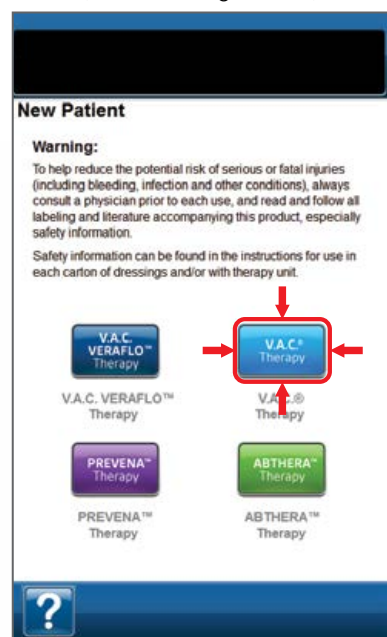 New Patient
Warning:
To help reduce the potential risk of serious or fatal injuries
(including bleeding, infection and other conditions), always
consult a physician prior to each use, and read and follow all
labeling and literature accompanying this product, especially
safety information.
Safety information can be found in the instructions for use in
each carton of dressings and/or with therapy unit.
V.A.C.
VERAFLO™
Therapy
V.A.C.®
Therapy
V.A.C. VERAFLO™
Therapy
V.A.C.®
Therapy
PREVENA™
Therapy
ABTHERA™
Therapy
PREVENA™
Therapy
ABTHERA™
Therapy
?